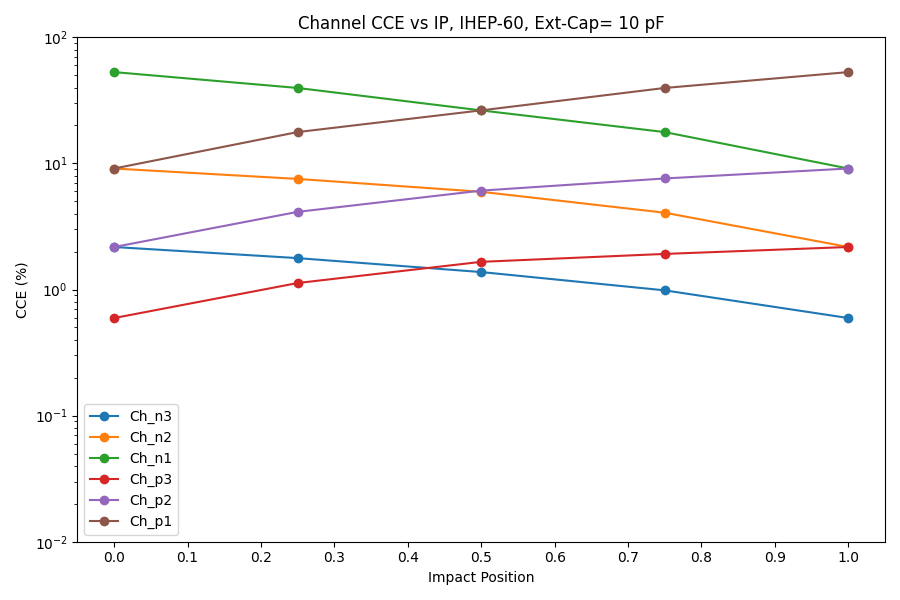 Channel CCE vs IP, IHEP-60, Ext-Cap= 10 pF
CCE (%)
10²
10¹
10⁰
10⁻¹
10⁻²
Ch_n3
Ch_n2
Ch_n1
Ch_p3
Ch_p2
Ch_p1
0.0 0.1 0.2 0.3 0.4 0.5 0.6 0.7 0.8 0.9 1.0
Impact Position